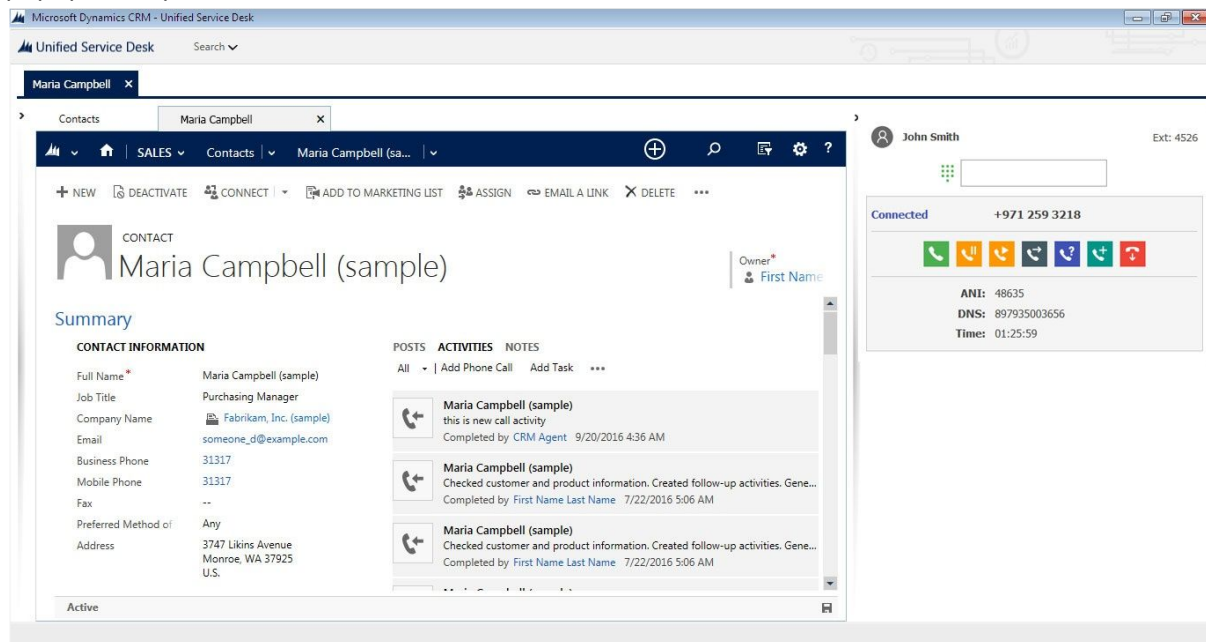 Microsoft Dynamics CRM - Unified Service Desk
Unified Service Desk Search
Maria Campbell X
Contacts Maria Campbell X
SALES Contacts Maria Campbell (sa... ?
+ NEW DEACTIVATE CONNECT ADD TO MARKETING LIST ASSIGN EMAIL A LINK DELETE ...
CONTACT
Maria Campbell (sample)
Owner*
First Name
Summary
CONTACT INFORMATION
Full Name* Maria Campbell (sample)
Job Title Purchasing Manager
Company Name Fabrikam, Inc. (sample)
Email someone_d@example.com
Business Phone 31317
Mobile Phone 31317
Fax --
Preferred Method of Any
Address 3747 Likins Avenue
Monroe, WA 37925
U.S.
POSTS ACTIVITIES NOTES
All | Add Phone Call Add Task ...
Maria Campbell (sample)
this is new call activity
Completed by CRM Agent 9/20/2016 4:36 AM
Maria Campbell (sample)
Checked customer and product information. Created follow-up activities. Gene...
Completed by First Name Last Name 7/22/2016 5:06 AM
Maria Campbell (sample)
Checked customer and product information. Created follow-up activities. Gene...
Completed by First Name Last Name 7/22/2016 5:06 AM
Active
John Smith Ext: 4526
Connected +971 259 3218
ANI: 48635
DNS: 897935003656
Time: 01:25:59